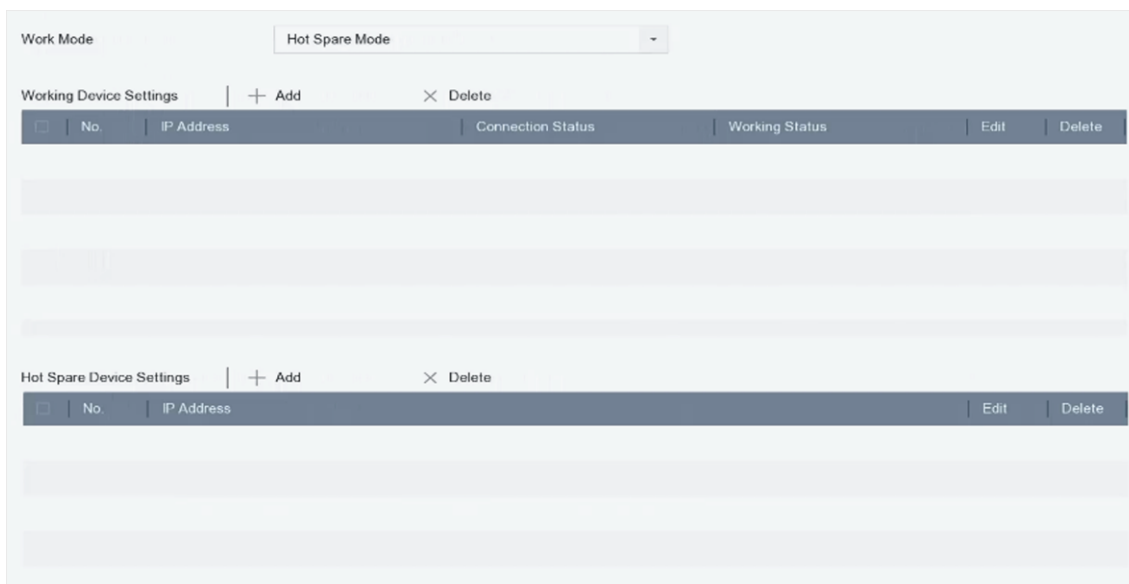 Work Mode Hot Spare Mode
Working Device Settings Add Delete
No. IP Address Connection Status Working Status Edit Delete
Hot Spare Device Settings Add Delete
No. IP Address Edit Delete